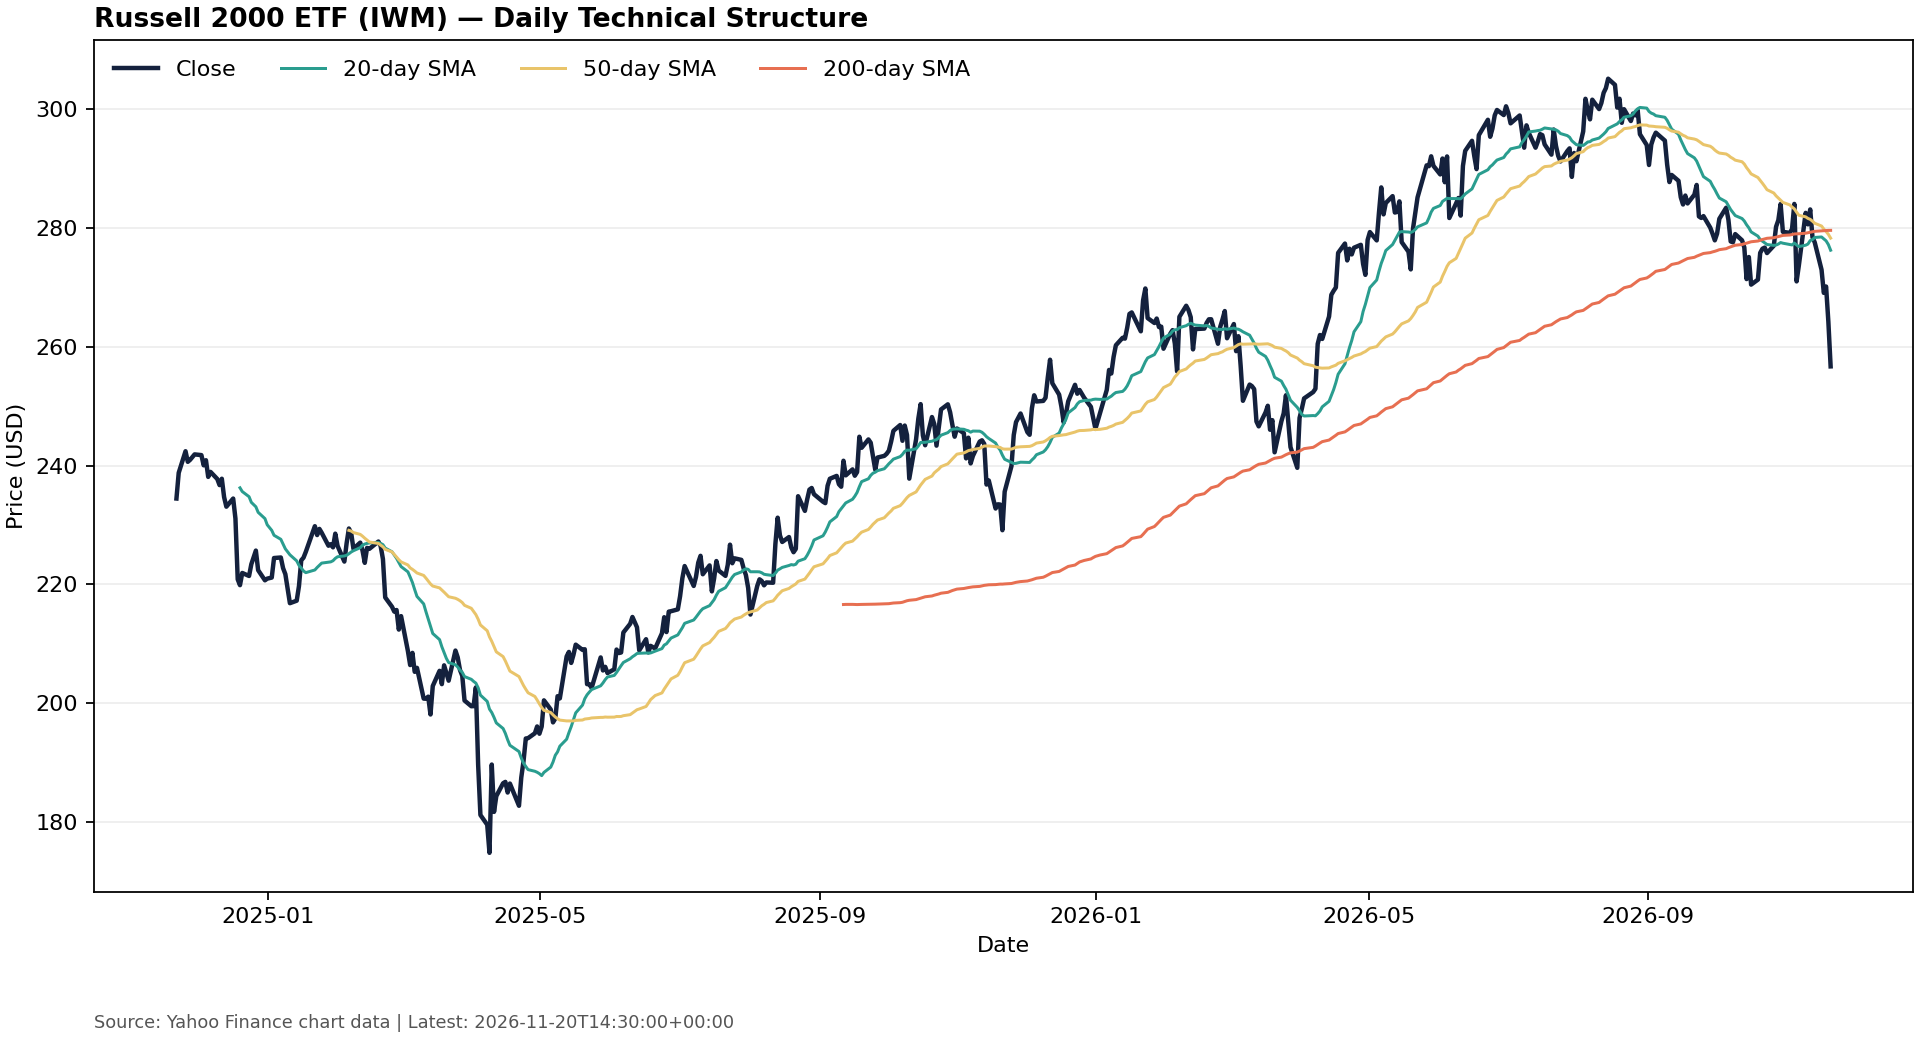 Russell 2000 ETF (IWM) — Daily Technical Structure
Close 20-day SMA 50-day SMA 200-day SMA
300
280
260
240
220
200
180
Price (USD)
2025-01 2025-05 2025-09 2026-01 2026-05 2026-09
Date
Source: Yahoo Finance chart data | Latest: 2026-11-20T14:30:00+00:00